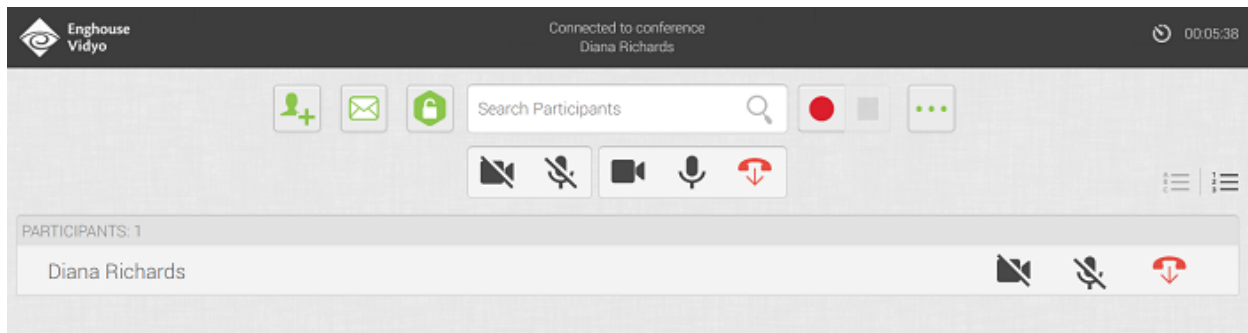 Enghouse
Vidyo
Connected to conference
Diana Richards
00:05:38
Search Participants
PARTICIPANTS: 1
Diana Richards